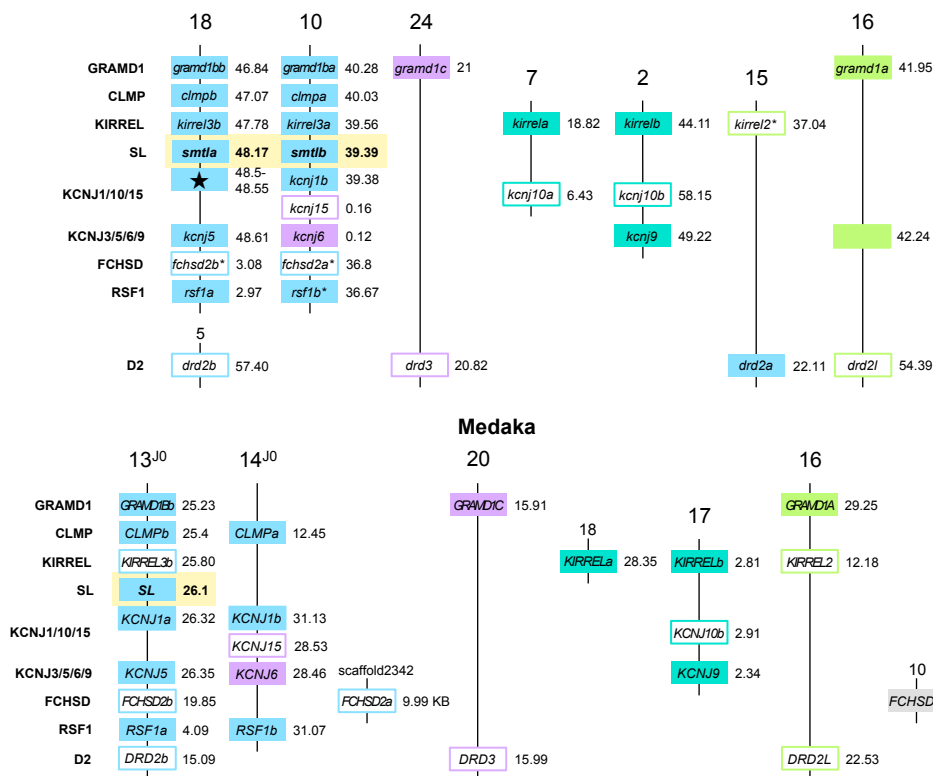 18 10 24 16
7 2 15
GRAMD1 gramd1bb 46.84 gramd1ba 40.28 gramd1c 21 gramd1a 41.95
CLMP clmpb 47.07 clmpa 40.03
KIRREL kirrel3b 47.78 kirrel3a 39.56 kirrela 18.82 kirrelb 44.11 kirrel2* 37.04
SL smtla 48.17 smtlb 39.39
KCNJ1/10/15 48.5-48.55 kcnj1b 39.38 kcnj10a 6.43 kcnj10b 58.15
kcnj15 0.16
KCNJ3/5/6/9 kcnj5 48.61 kcnj6 0.12 kcnj9 49.22 42.24
FCHSD fchsd2b* 3.08 fchsd2a* 36.8
RSF1 rsf1a 2.97 rsf1b* 36.67
5
D2 drd2b 57.40 drd3 20.82 drd2a 22.11 drd2l 54.39
Medaka
13J0 14J0 20 16
GRAMD1 GRAMD1Bb 25.23 GRAMD1C 15.91 GRAMD1A 29.25
18 17
CLMP CLMPb 25.4 CLMPa 12.45
KIRREL KIRREL3b 25.80 KIRRELa 28.35 KIRRELb 2.81 KIRREL2 12.18
SL SL 26.1
KCNJ1/10/15 KCNJ1a 26.32 KCNJ1b 31.13 KCNJ10b 2.91
KCNJ15 28.53
KCNJ3/5/6/9 KCNJ5 26.35 KCNJ6 28.46 scaffold2342 KCNJ9 2.34 10
FCHSD FCHSD2b 19.85 FCHSD2a 9.99 KB FCHSD
RSF1 RSF1a 4.09 RSF1b 31.07
D2 DRD2b 15.09 DRD3 15.99 DRD2L 22.53